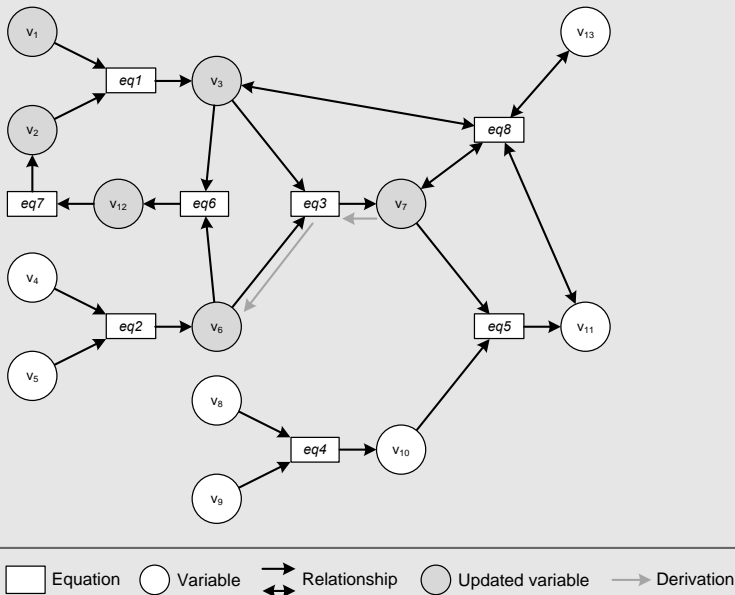 v1
v13
eq1
v3
v2
eq8
eq7
v12
eq6
eq3
v7
v4
eq2
v6
eq5
v11
v5
v8
eq4
v10
v9
Equation
Variable
Relationship
Updated variable
Derivation